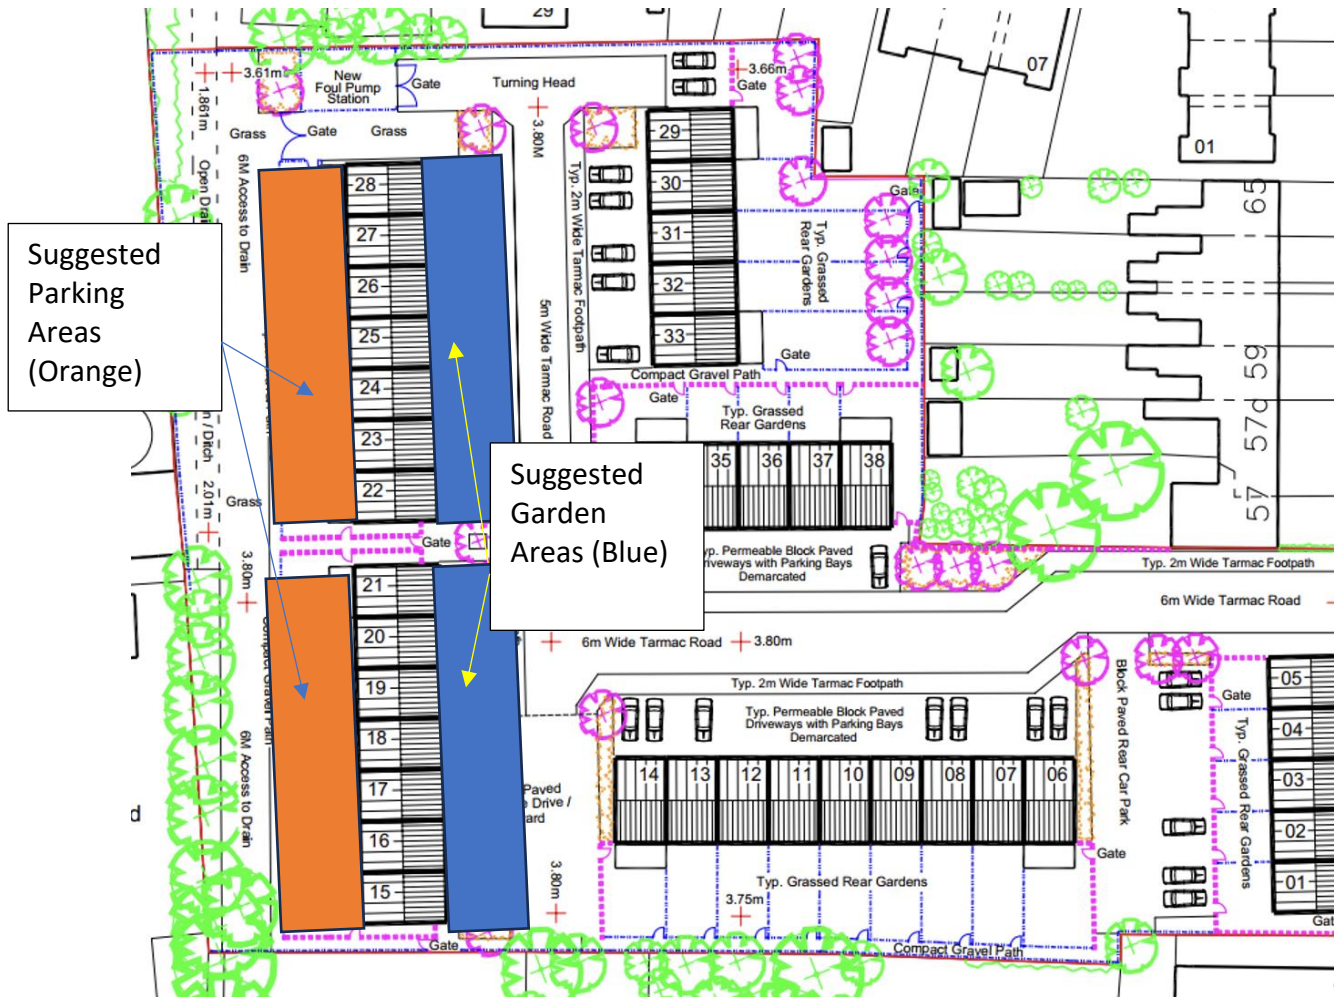 29
07
01
65
59
57a
57
New
Foul Pump
Station
3.61m
1.861m
Gate
Turning Head
3.66m
Gate
3.80M
Grass
Gate
Grass
Open Drain
6M Access to Drain
Typ. 2m Wide Tarmac Footpath
5m Wide Tarmac Road
28
27
26
25
24
23
22
29
30
31
32
33
Gate
Typ. Grassed
Rear Gardens
Gate
Compact Gravel Path
Gate
Typ. Grassed
Rear Gardens
35
36
37
38
Suggested
Parking
Areas
(Orange)
Suggested
Garden
Areas (Blue)
/ Ditch
2.01m
Grass
Gate
3.80m
Typ. Permeable Block Paved
Driveways with Parking Bays
Demarcated
Typ. 2m Wide Tarmac Footpath
6m Wide Tarmac Road
6m Wide Tarmac Road
3.80m
Typ. 2m Wide Tarmac Footpath
21
20
19
18
17
16
15
Compact Gravel Path
6M Access to Drain
Typ. Permeable Block Paved
Driveways with Parking Bays
Demarcated
14
13
12
11
10
09
08
07
06
Paved
Drive /
ard
Block Paved Rear Car Park
Gate
Typ. Grassed Rear Gardens
05
04
03
02
01
Gate
Typ. Grassed Rear Gardens
3.80m
3.75m
Gate
Compact Gravel Path
Gat
d